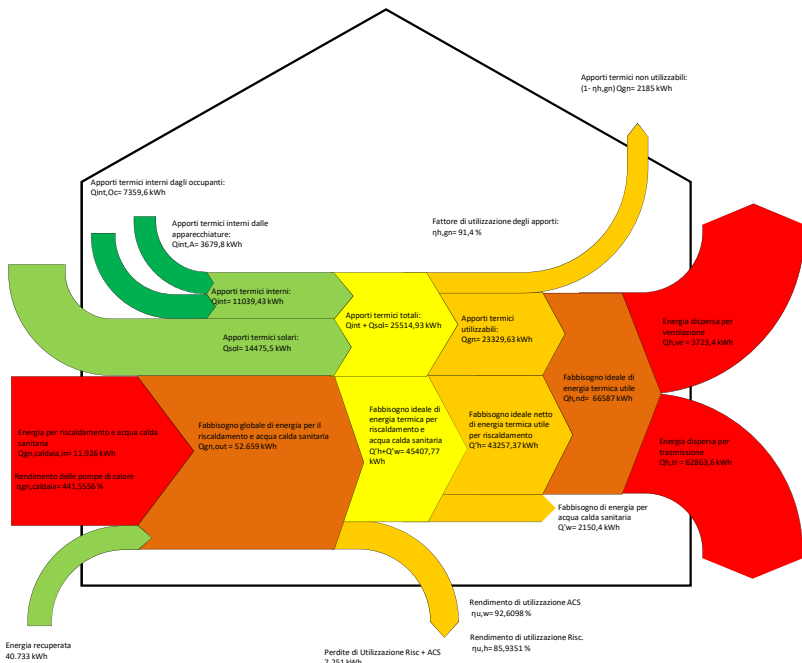 Apporti termici non utilizzabili:
(1- ηh,gn) Qgn= 2185 kWh
Apporti termici interni dagli occupanti:
Qint,Oc= 7359,6 kWh
Apporti termici interni dalle
apparecchiature:
Qint,A= 3679,8 kWh
Fattore di utilizzazione degli apporti:
ηh,gn= 91,4 %
Apporti termici interni:
Qint= 11039,43 kWh
Apporti termici totali:
Qint + Qsol= 25514,93 kWh
Apporti termici
utilizzabili:
Qgn= 23329,63 kWh
Energia dispersa per
ventilazione
Qh,ve = 3723,4 kWh
Apporti termici solari:
Qsol= 14475,5 kWh
Fabbisogno ideale di
energia termica utile
Qh,nd= 66587 kWh
Energia per riscaldamento e acqua calda
sanitaria
Qgn,caldaia,in= 11.926 kWh
Rendimento delle pompe di calore
ηgn,caldaia= 441,5556 %
Fabbisogno globale di energia per il
riscaldamento e acqua calda sanitaria
Qgn,out = 52.659 kWh
Fabbisogno ideale di
energia termica per
riscaldamento e
acqua calda sanitaria
Q'h+Q'w= 45407,77
kWh
Fabbisogno ideale netto
di energia termica utile
per riscaldamento
Q'h= 43257,37 kWh
Energia dispersa per
trasmissione
Qh,tr = 62863,6 kWh
Fabbisogno di energia per
acqua calda sanitaria
Q'w= 2150,4 kWh
Rendimento di utilizzazione ACS
ηu,w= 92,6098 %
Rendimento di utilizzazione Risc.
ηu,h= 85,9351 %
Energia recuperata
40.733 kWh
Perdite di Utilizzazione Risc + ACS
7.251 kWh